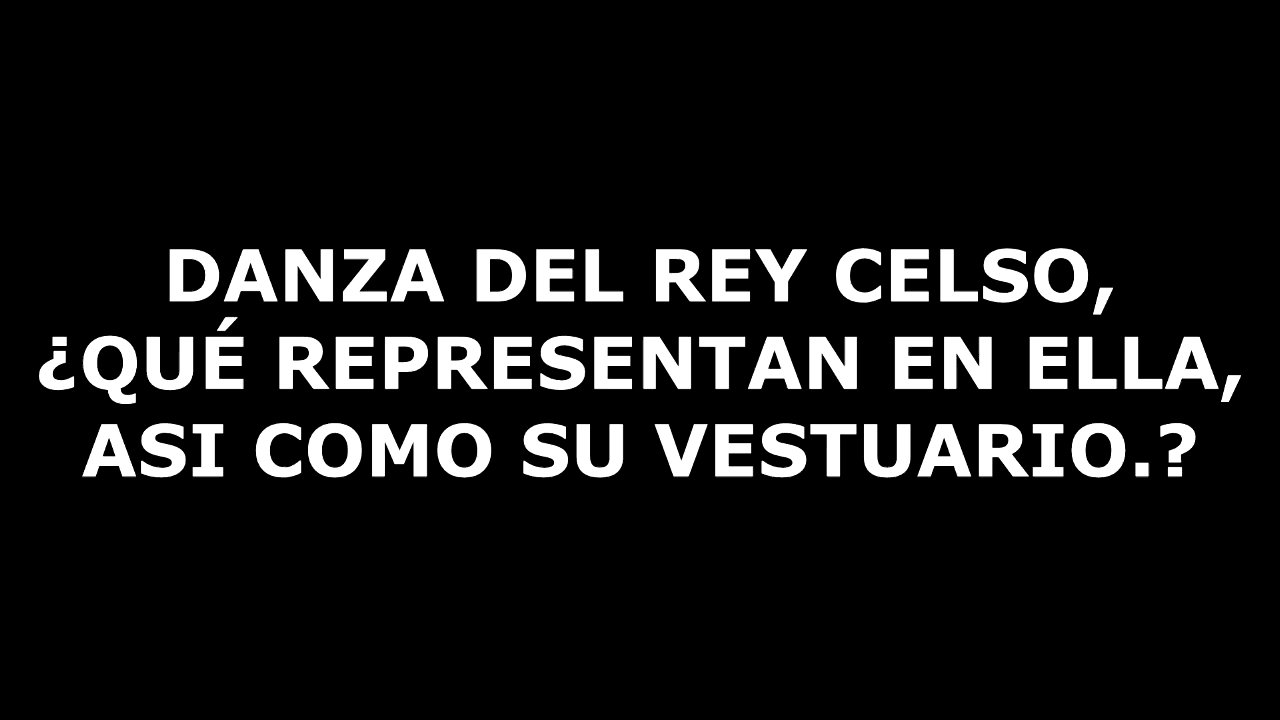 DANZA DEL REY CELSO,
¿QUÉ REPRESENTAN EN ELLA,
ASI COMO SU VESTUARIO.?